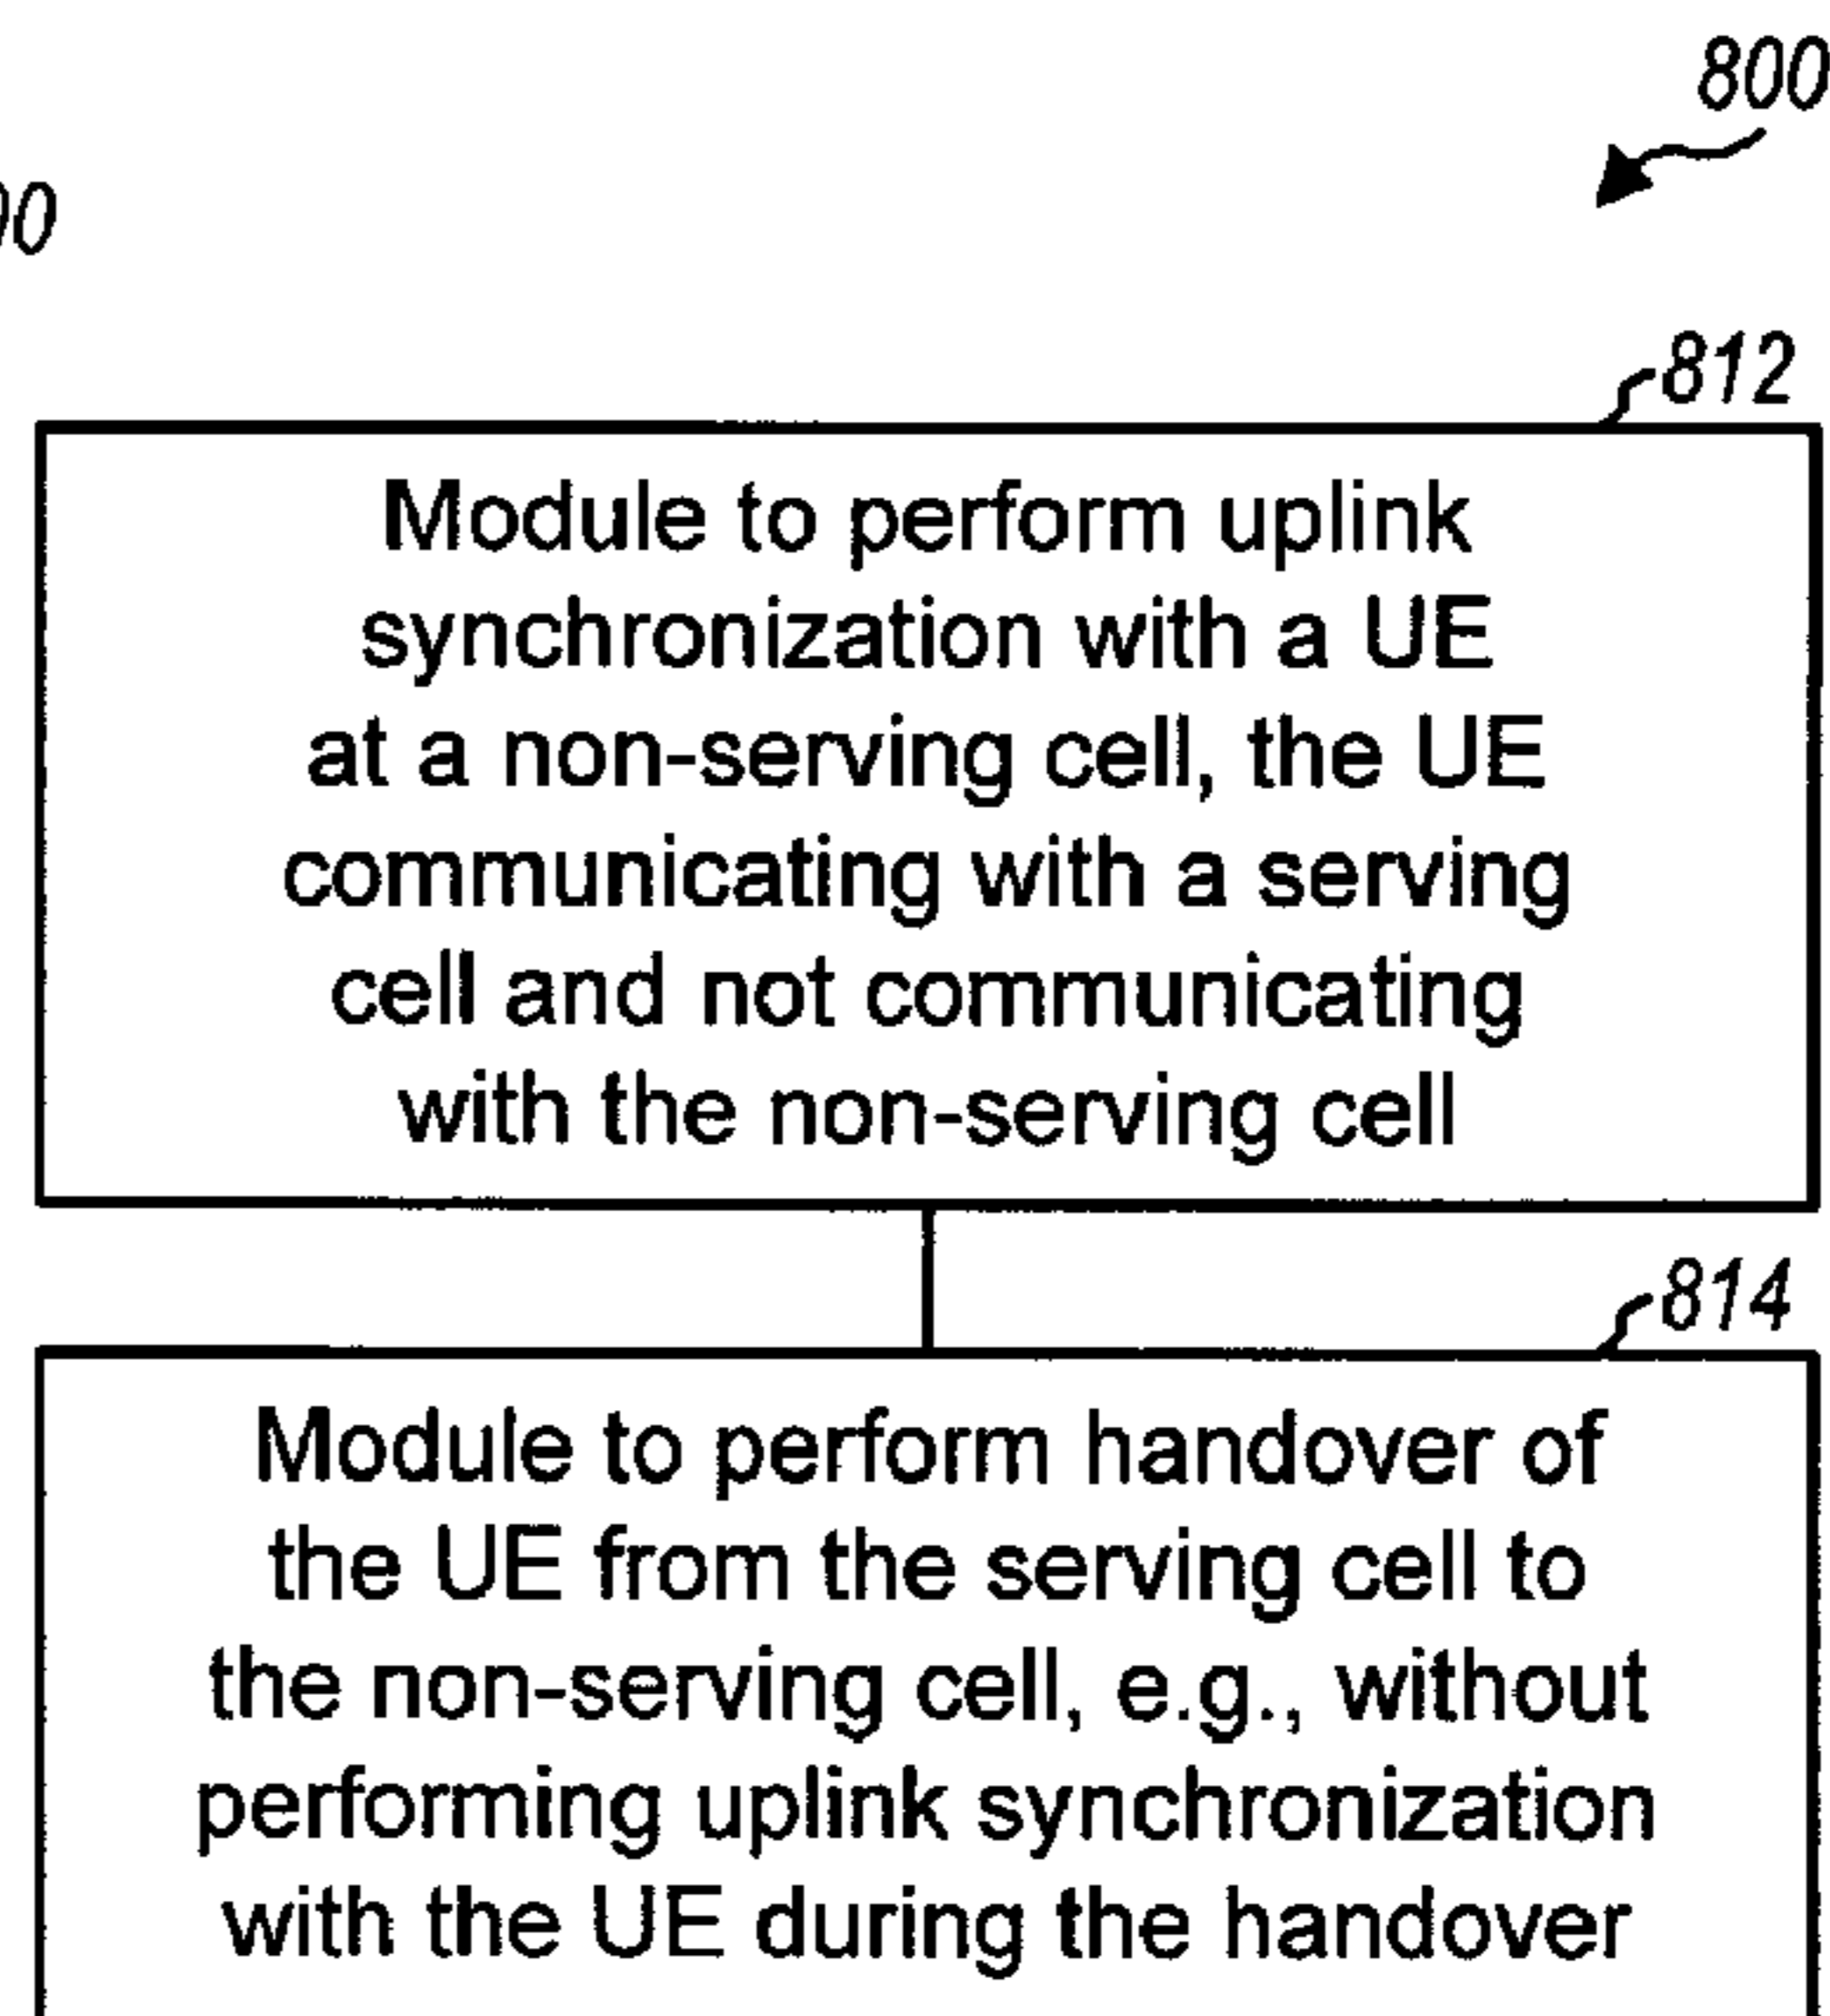 800
812
Module to perform uplink
synchronization with a UE
at a non-serving cell, the UE
communicating with a serving
cell and not communicating
with the non-serving cell
814
Module to perform handover of
the UE from the serving cell to
the non-serving cell, e.g., without
performing uplink synchronization
with the UE during the handover